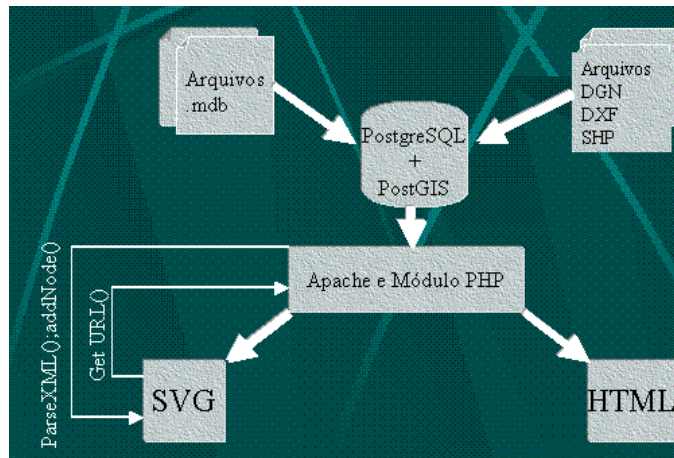 Arquivos
.mdb
Arquivos
DGN
DXF
SHP
PostgreSQL
+
PostGIS
Apache e Módulo PHP
ParseXML();addNode()
Get URL()
SVG
HTML